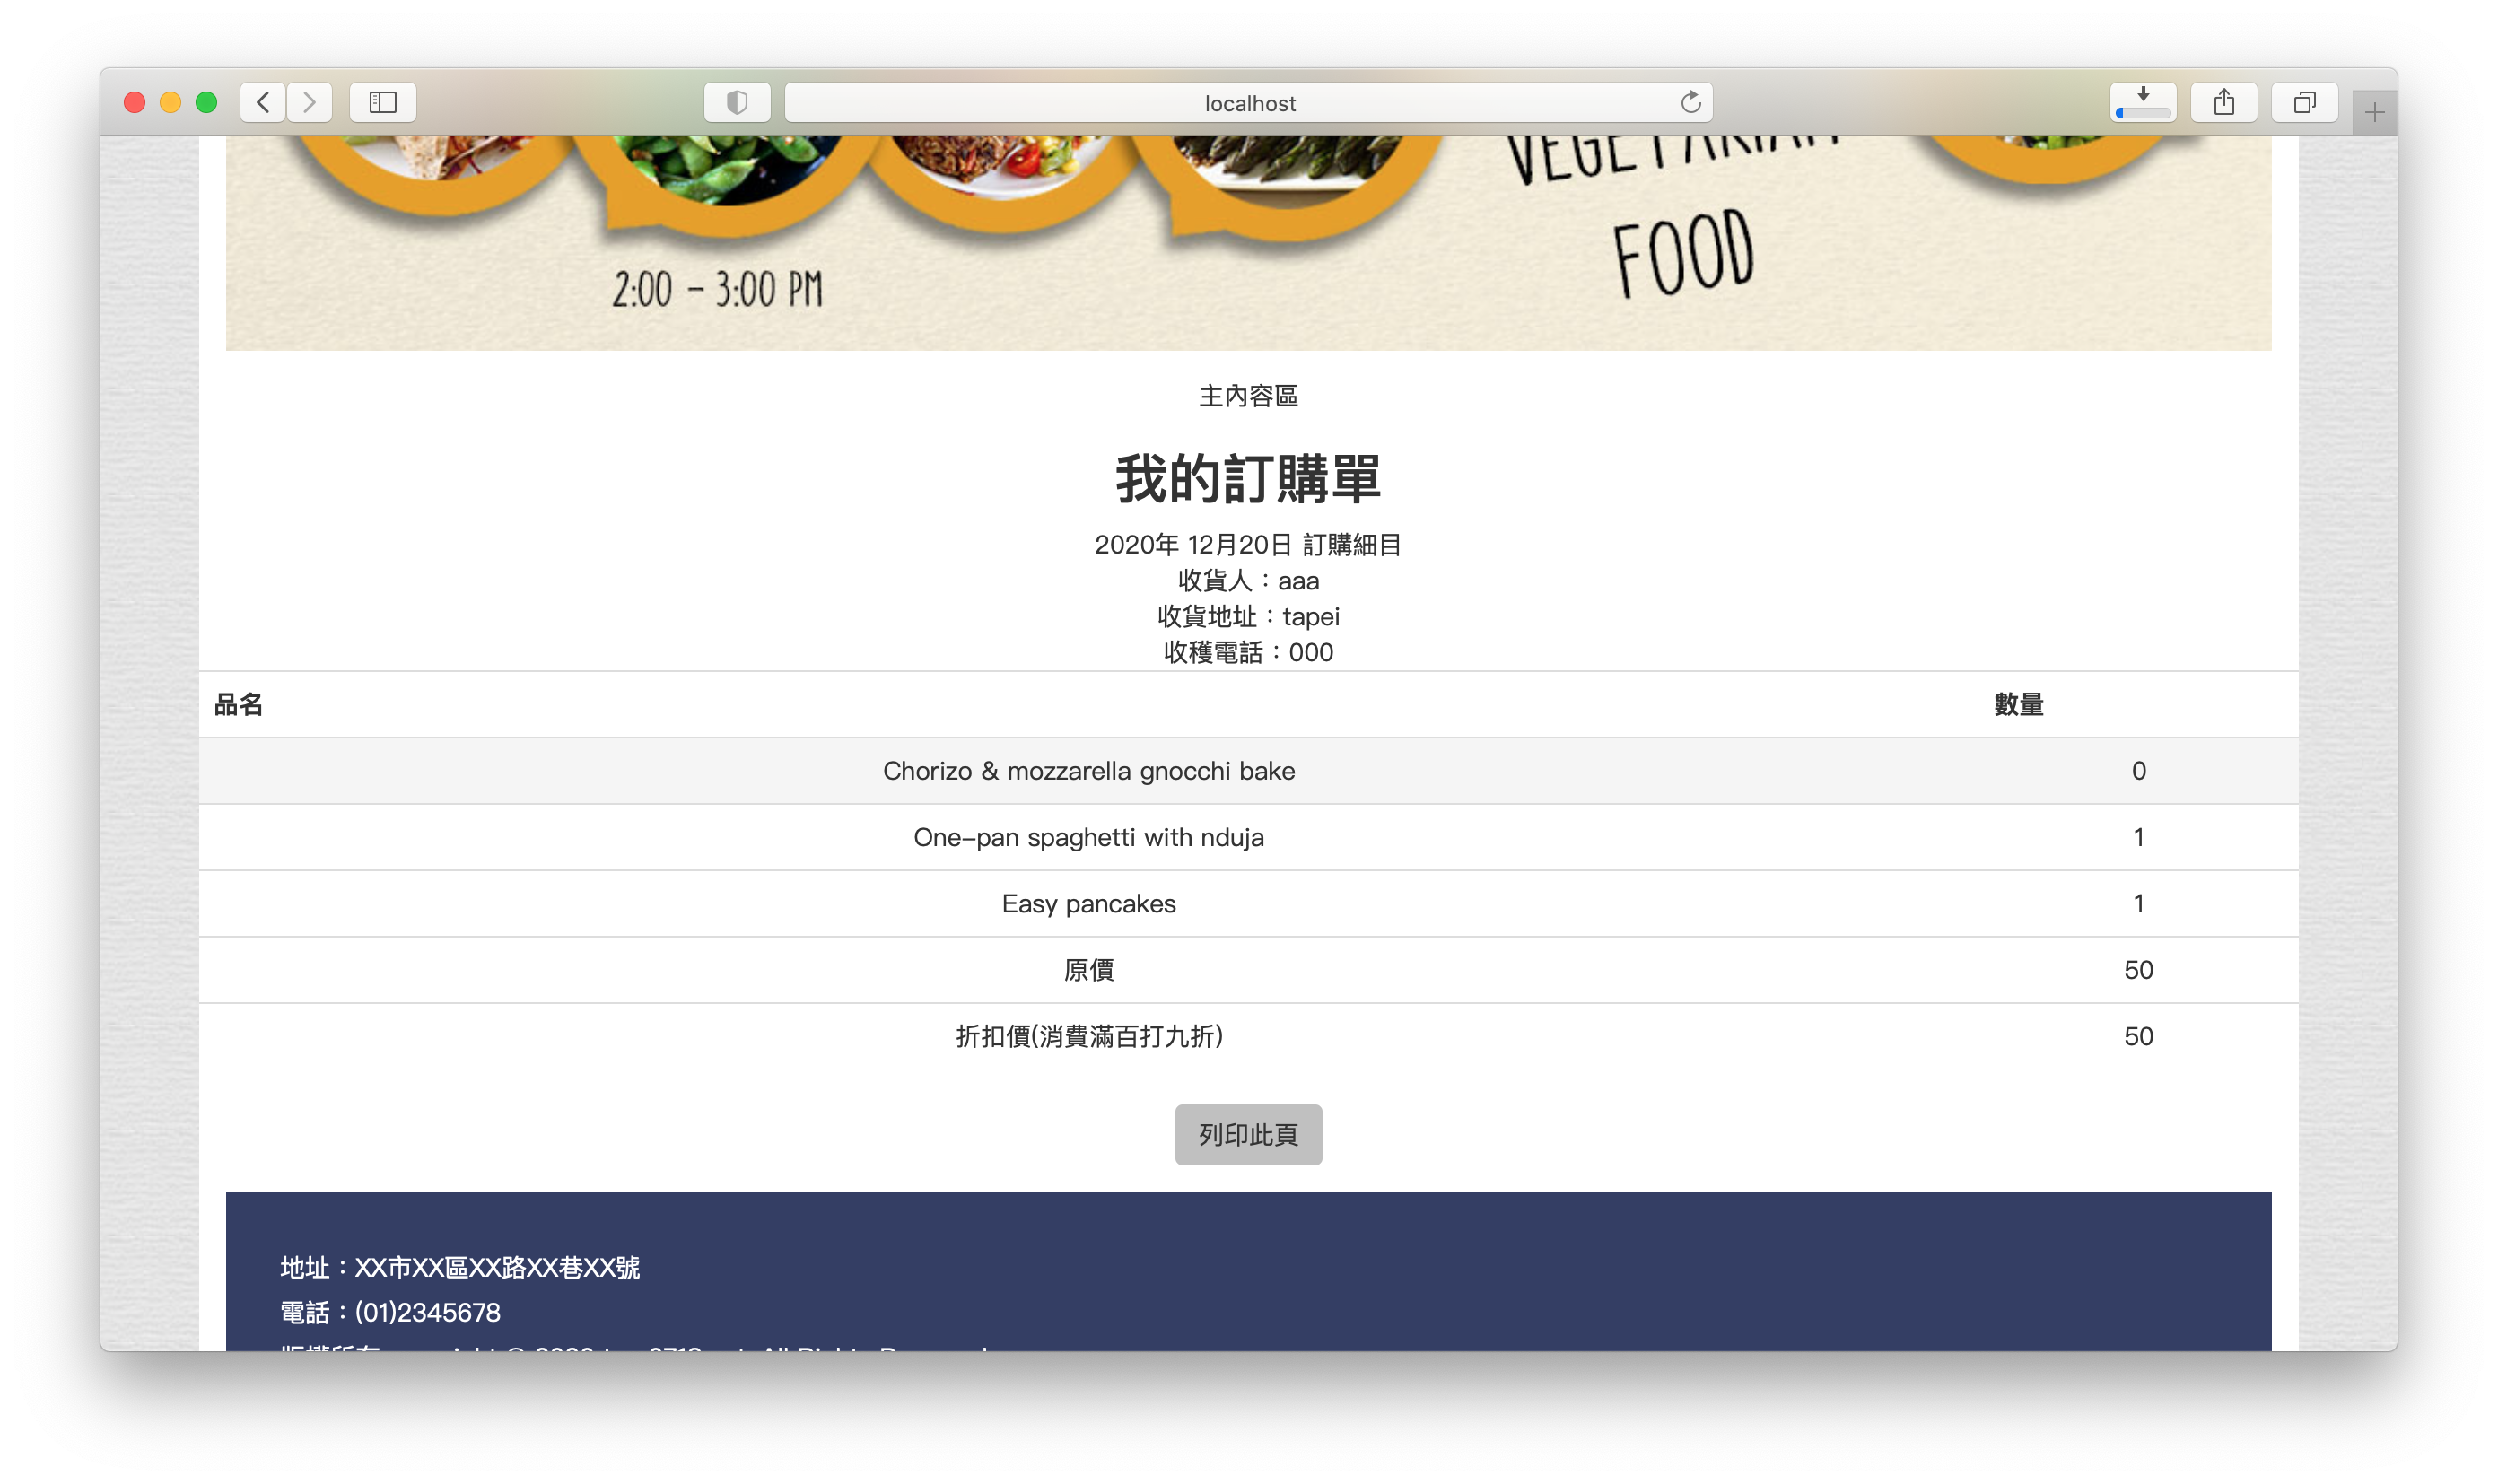 localhost
VEGETARIAN
FOOD
2:00 – 3:00 PM
主內容區
我的訂購單
2020年 12月20日 訂購細目
收貨人：aaa
收貨地址：tapei
收穫電話：000
品名 數量
Chorizo & mozzarella gnocchi bake 0
One-pan spaghetti with nduja 1
Easy pancakes 1
原價 50
折扣價(消費滿百打九折) 50
列印此頁
地址：XX市XX區XX路XX巷XX號
電話：(01)2345678